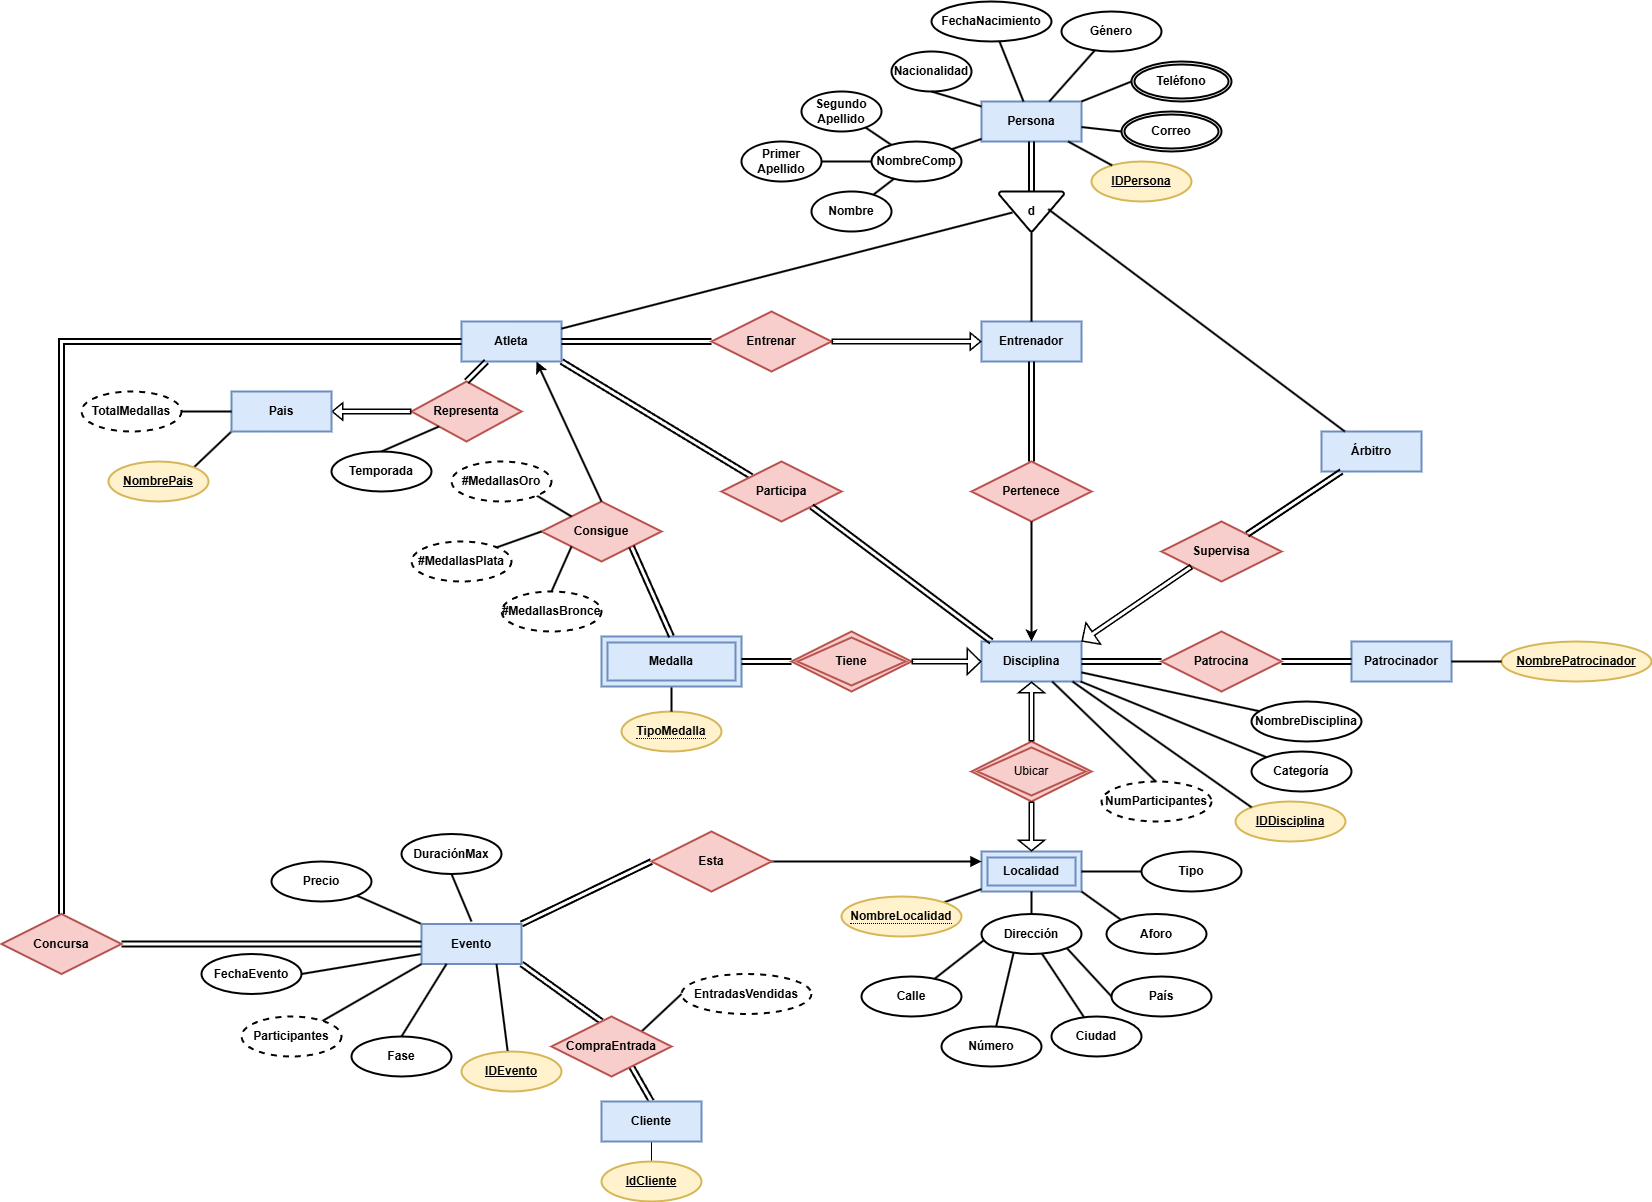 FechaNacimiento
Género
Nacionalidad
Teléfono
Segundo
Apellido
Persona
Correo
Primer
Apellido
NombreComp
IDPersona
Nombre
d
Atleta
Entrenar
Entrenador
TotalMedallas
Pais
Representa
Árbitro
NombrePais
Temporada
#MedallasOro
Participa
Pertenece
Consigue
Supervisa
#MedallasPlata
#MedallasBronce
Medalla
Tiene
Disciplina
Patrocina
Patrocinador
NombrePatrocinador
TipoMedalla
NombreDisciplina
Ubicar
Categoría
NumParticipantes
IDDisciplina
DuraciónMax
Esta
Precio
Localidad
Tipo
NombreLocalidad
Concursa
Evento
Dirección
Aforo
FechaEvento
EntradasVendidas
Calle
País
Participantes
Fase
CompraEntrada
Número
Ciudad
IDEvento
Cliente
IdCliente